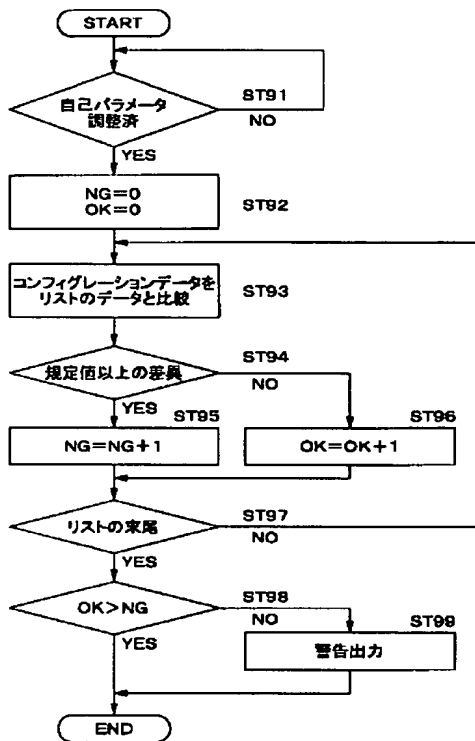 START
自己パラメータ
調整済
ST91
NO
YES
NG=0
OK=0
ST92
コンフィグレーションデータを
リストのデータと比較
ST93
規定値以上の差異
ST94
NO
YES
ST95
NG=NG+1
ST96
OK=OK+1
リストの末尾
ST97
NO
YES
OK>NG
ST98
NO
YES
ST99
警告出力
END